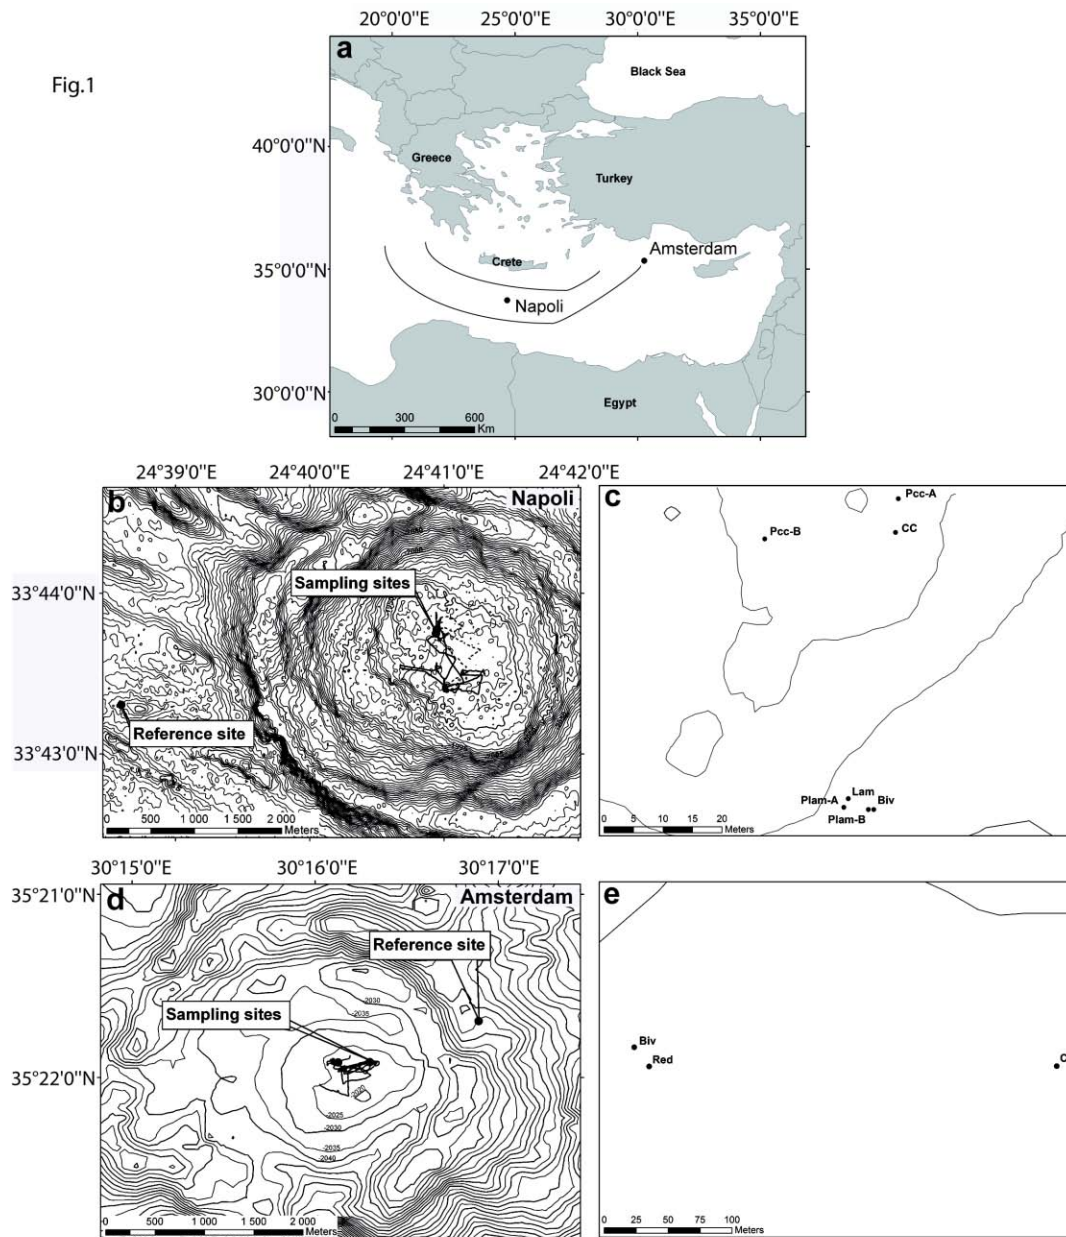 20°0'0"E 25°0'0"E 30°0'0"E 35°0'0"E
Fig.1
a
Black Sea
40°0'0"N
Greece
Turkey
Amsterdam
Crete
35°0'0"N
Napoli
30°0'0"N
Egypt
0 300 600
Km
24°39'0"E 24°40'0"E 24°41'0"E 24°42'0"E
b
Napoli
Sampling sites
33°44'0"N
Reference site
33°43'0"N
0 500 1 000 1 500 2 000
Meters
c
Pcc-A
CC
Pcc-B
Lam
Plam-A
Biv
Plam-B
0 5 10 15 20
Meters
30°15'0"E 30°16'0"E 30°17'0"E
35°21'0"N
d
Amsterdam
Reference site
-2030
-2035
Sampling sites
35°22'0"N
-2020
-2025
-2030
-2035
-2040
0 500 1 000 1 500 2 000
Meters
e
Biv
Red
C
0 25 50 75 100
Meters